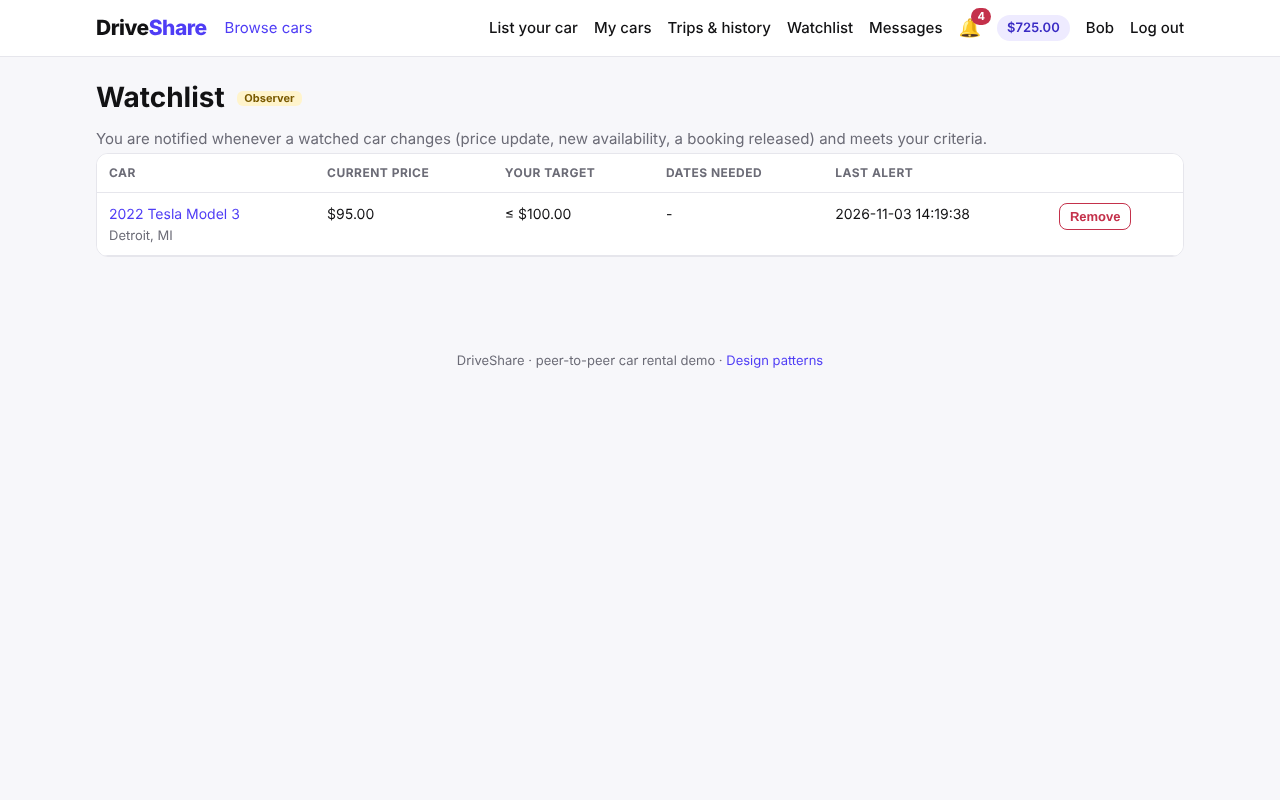 DriveShare Browse cars List your car My cars Trips & history Watchlist Messages 4 $725.00 Bob Log out
Watchlist Observer
You are notified whenever a watched car changes (price update, new availability, a booking released) and meets your criteria.
CAR CURRENT PRICE YOUR TARGET DATES NEEDED LAST ALERT
2022 Tesla Model 3 $95.00 ≤ $100.00 - 2026-11-03 14:19:38 Remove
Detroit, MI
DriveShare · peer-to-peer car rental demo · Design patterns